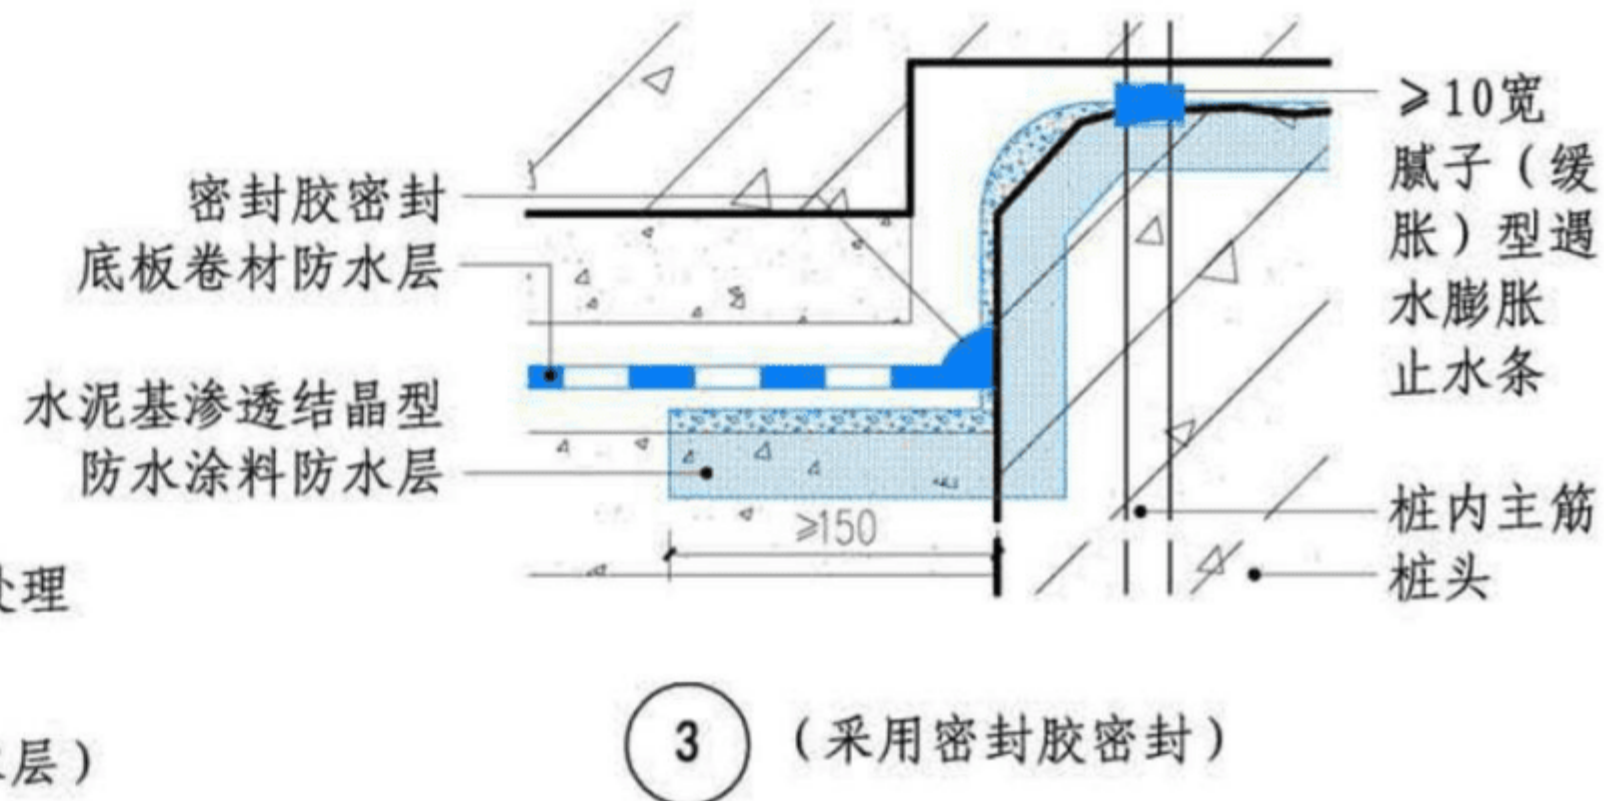 密封胶密封
底板卷材防水层
水泥基渗透结晶型
防水涂料防水层
处理
层）
≥150
≥10宽
腻子（缓
胀）型遇
水膨胀
止水条
桩内主筋
桩头
3 （采用密封胶密封）